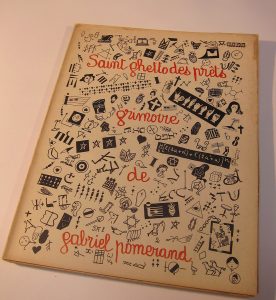 Saint ghetto des prêts
grimoire
de
gabriel pomerand